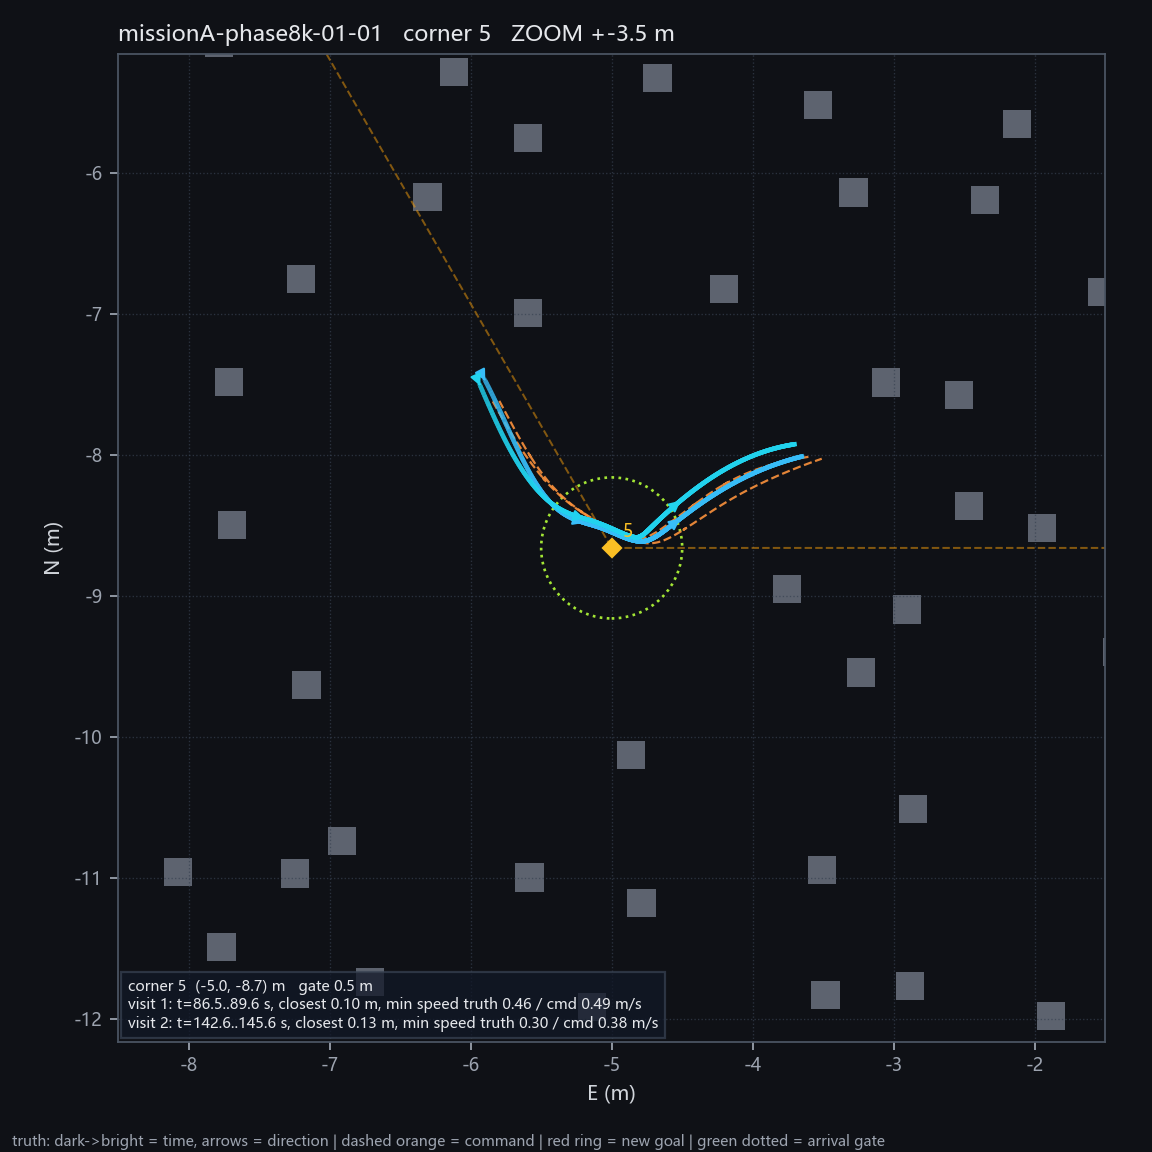 missionA-phase8k-01-01   corner 5   ZOOM +-3.5 m
N (m)
-6
-7
-8
-9
-10
-11
-12
5
corner 5  (-5.0, -8.7) m   gate 0.5 m
visit 1: t=86.5..89.6 s, closest 0.10 m, min speed truth 0.46 / cmd 0.49 m/s
visit 2: t=142.6..145.6 s, closest 0.13 m, min speed truth 0.30 / cmd 0.38 m/s
-8 -7 -6 -5 -4 -3 -2
E (m)
truth: dark->bright = time, arrows = direction | dashed orange = command | red ring = new goal | green dotted = arrival gate